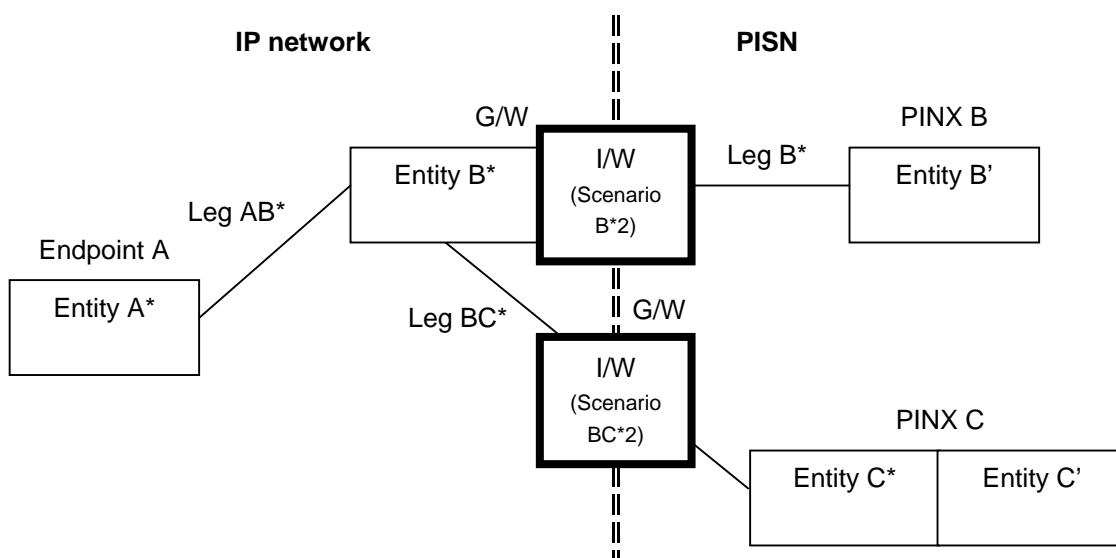 IP network
PISN
G/W
PINX B
I/W
(Scenario
B*2)
Entity B*
Leg B*
Entity B’
Leg AB*
Endpoint A
Entity A*
Leg BC*
G/W
I/W
(Scenario
BC*2)
PINX C
Entity C*
Entity C’